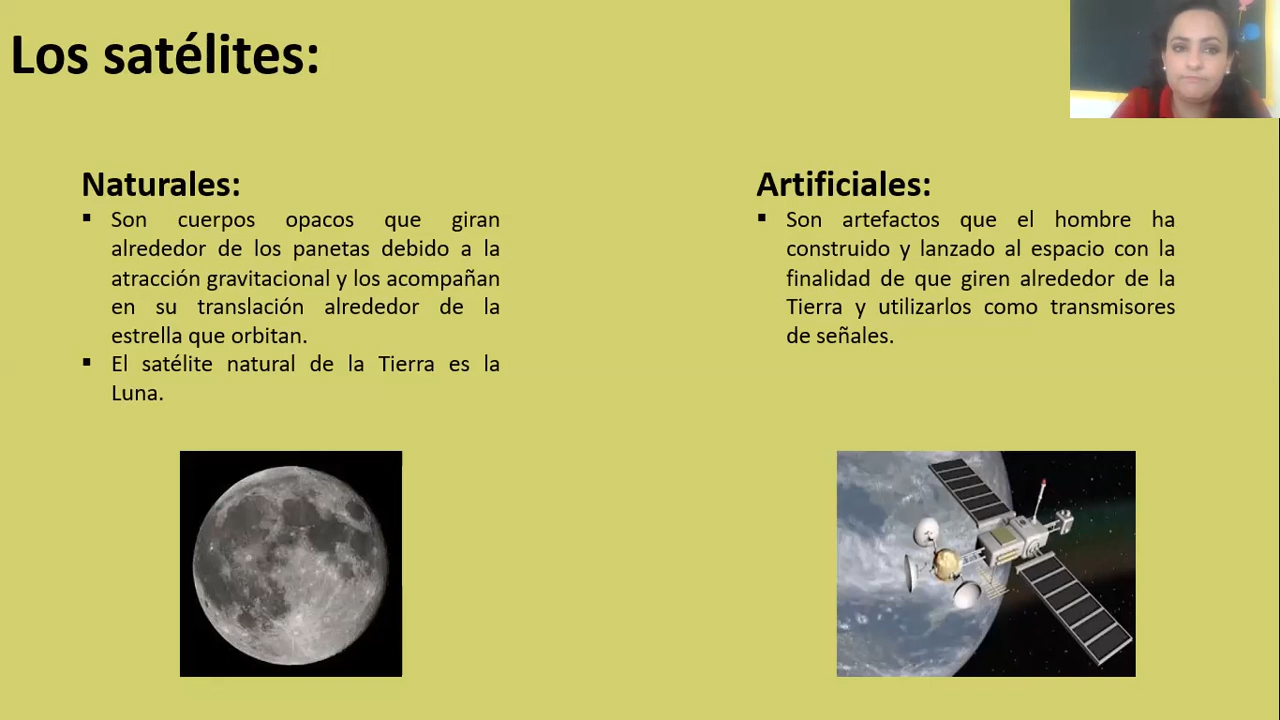 Los satélites:
Naturales:
▪ Son cuerpos opacos que giran
alrededor de los panetas debido a la
atracción gravitacional y los acompañan
en su translación alrededor de la
estrella que orbitan.
▪ El satélite natural de la Tierra es la
Luna.
Artificiales:
▪ Son artefactos que el hombre ha
construido y lanzado al espacio con la
finalidad de que giren alrededor de la
Tierra y utilizarlos como transmisores
de señales.